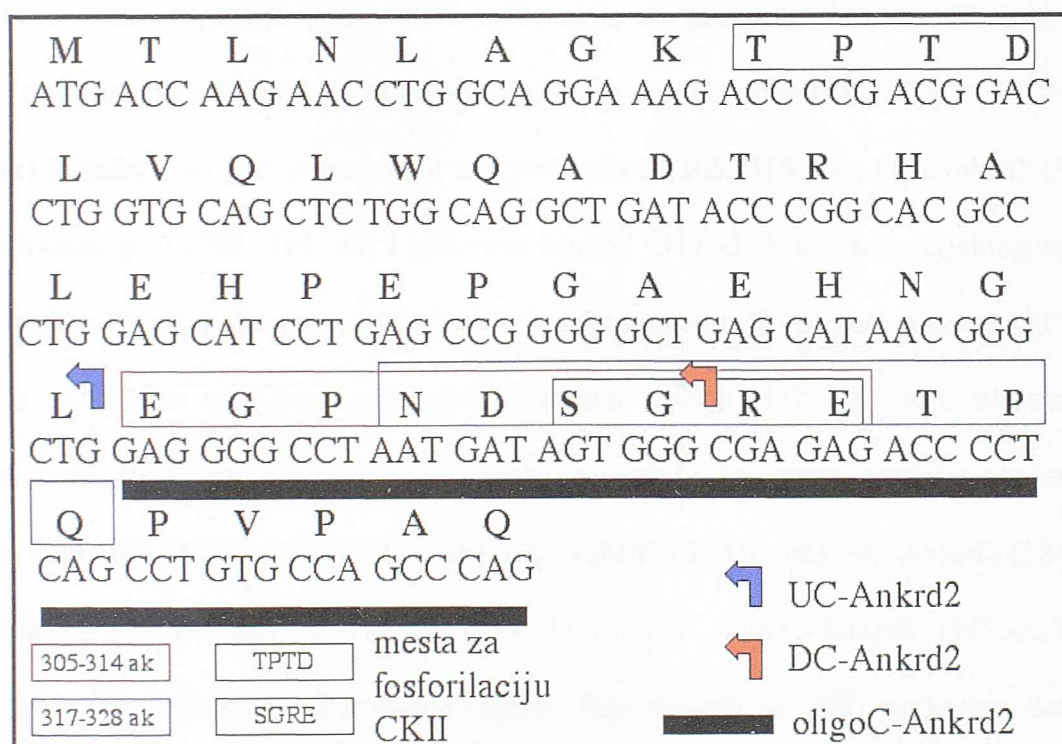 M T L N L A G K T P T D
ATG ACC AAG AAC CTG GCA GGA AAG ACC CCG ACG GAC
L V Q L W Q A D T R H A
CTG GTG CAG CTC TGG CAG GCT GAT ACC CGG CAC GCC
L E H P E P G A E H N G
CTG GAG CAT CCT GAG CCG GGG GCT GAG CAT AAC GGG
L E G P N D S G R E T P
CTG GAG GGG CCT AAT GAT AGT GGG CGA GAG ACC CCT
Q P V P A Q
CAG CCT GTG CCA GCC CAG
305-314 ak
317-328 ak
TPTD
SGRE
mesta za
fosforilaciju
CKII
UC-Ankrd2
DC-Ankrd2
oligoC-Ankrd2